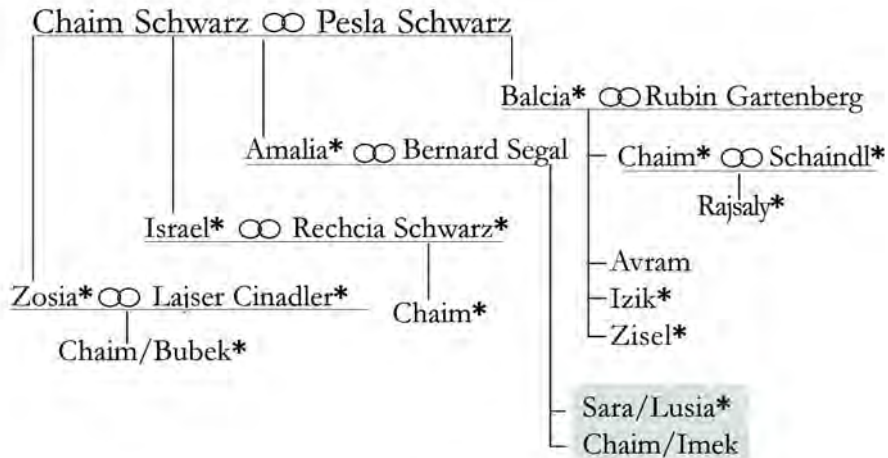 Chaim Schwarz ⚭ Pesla Schwarz
Balcia* ⚭ Rubin Gartenberg
Amalia* ⚭ Bernard Segal
Chaim* ⚭ Schaindl*
Rajsaly*
Israel* ⚭ Rechcia Schwarz*
Avram
Zosia* ⚭ Lajser Cinadler*
Chaim*
Izik*
Zisel*
Chaim/Bubek*
Sara/Lusia*
Chaim/Imek